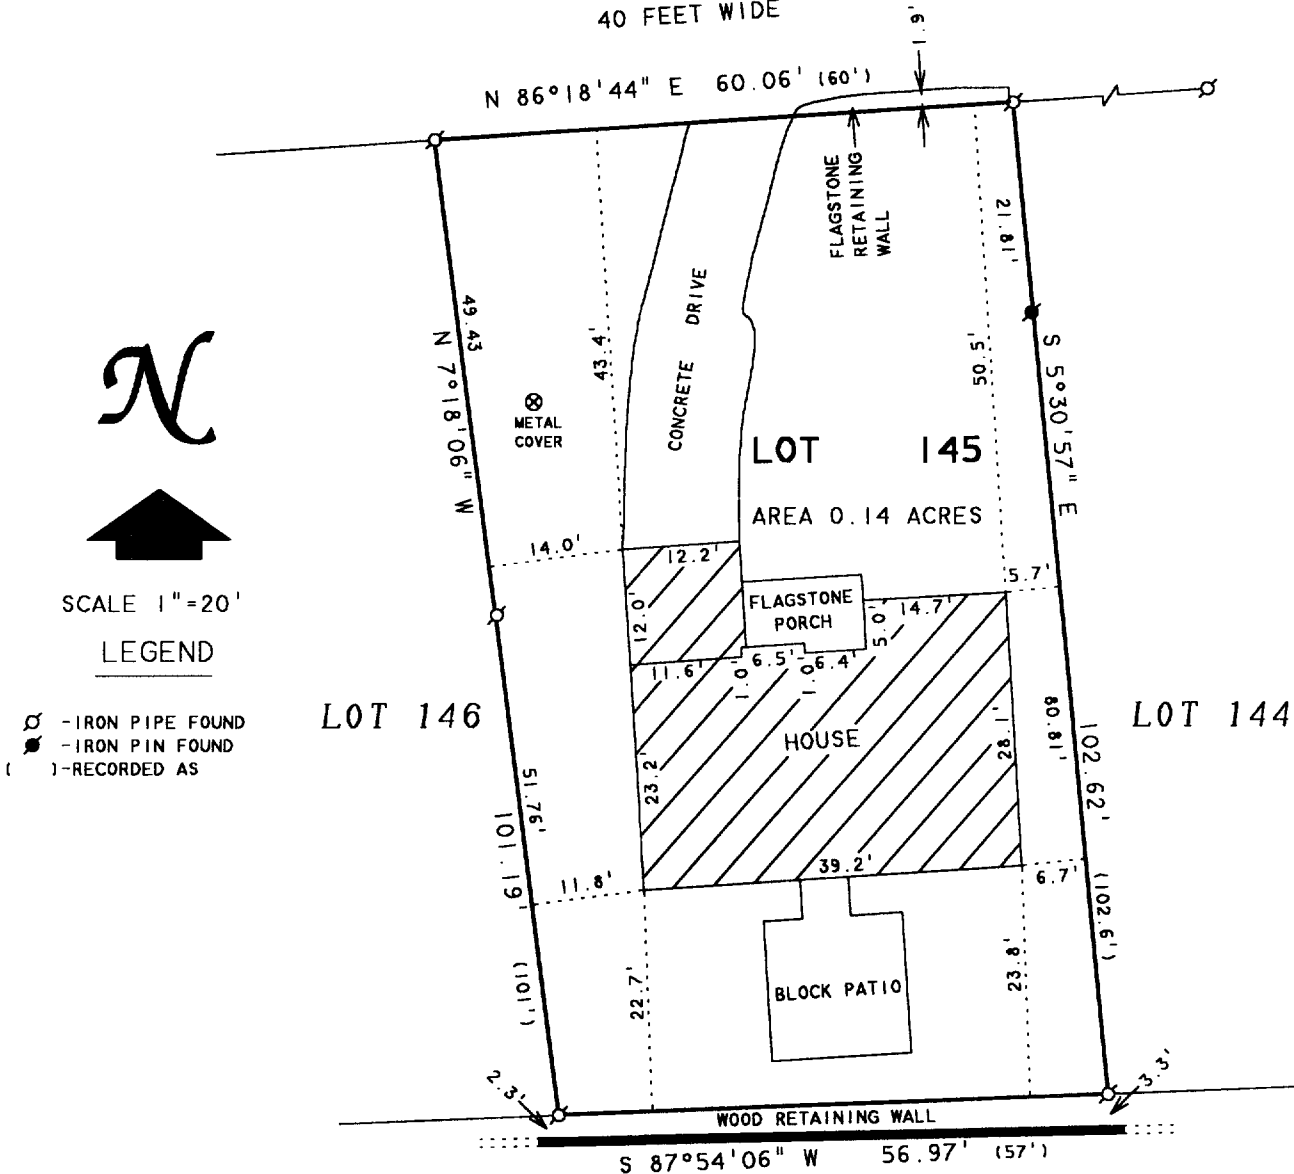 40 FEET WIDE
1.9'
N 86°18'44" E 60.06' (60')
FLAGSTONE
RETAINING
WALL
21.81'
49.43
N 7°18'06" W
43.4'
CONCRETE DRIVE
50.5'
S 5°30'57" E
METAL
COVER
LOT 145
AREA 0.14 ACRES
N
SCALE 1"=20'
LEGEND
-IRON PIPE FOUND
-IRON PIN FOUND
( )-RECORDED AS
14.0'
12.2'
12.0'
5.7'
FLAGSTONE
PORCH
14.7'
5.0'
11.6'
1.0'
6.5'
1.0'
6.4'
LOT 146
LOT 144
HOUSE
28.1'
80.81'
102.62'
(102.6')
23.2'
51.76'
101.19'
(101')
39.2'
11.8'
6.7'
22.7'
23.8'
BLOCK PATIO
2.3'
3.3'
WOOD RETAINING WALL
S 87°54'06" W 56.97' (57')